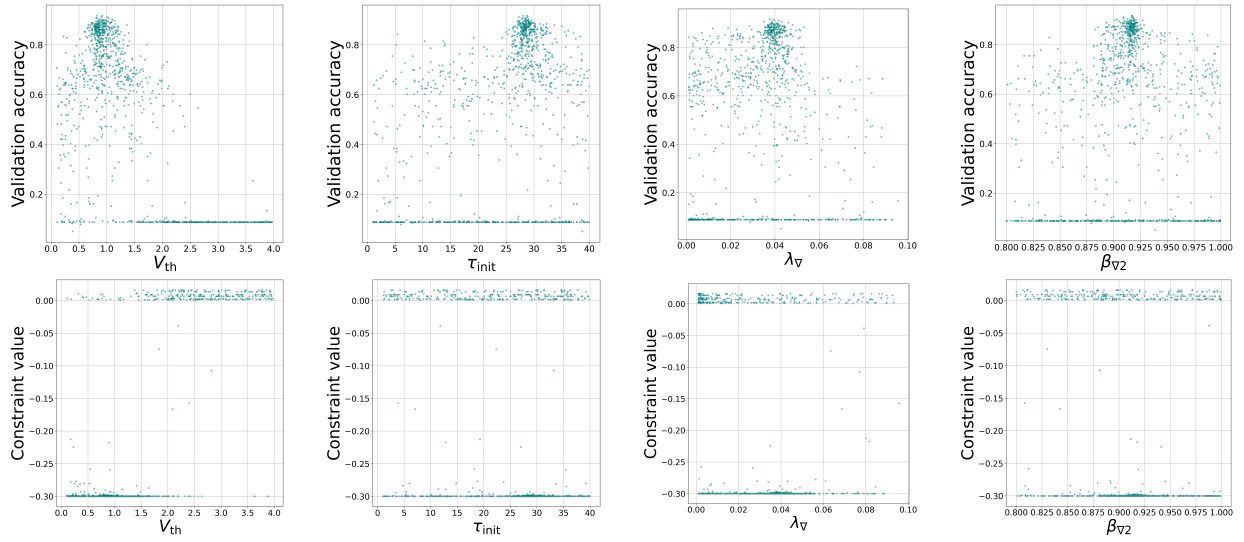 Validation accuracy
0.8
0.6
0.4
0.2
0.0 0.5 1.0 1.5 2.0 2.5 3.0 3.5 4.0
V_th
Validation accuracy
0.8
0.6
0.4
0.2
0 5 10 15 20 25 30 35 40
τ_init
Validation accuracy
0.8
0.6
0.4
0.2
0.00 0.02 0.04 0.06 0.08 0.10
λ_∇
Validation accuracy
0.8
0.6
0.4
0.2
0.800 0.825 0.850 0.875 0.900 0.925 0.950 0.975 1.000
β_∇2
Constraint value
0.00
−0.05
−0.10
−0.15
−0.20
−0.25
−0.30
0.0 0.5 1.0 1.5 2.0 2.5 3.0 3.5 4.0
V_th
Constraint value
0.00
−0.05
−0.10
−0.15
−0.20
−0.25
−0.30
0 5 10 15 20 25 30 35 40
τ_init
Constraint value
0.00
−0.05
−0.10
−0.15
−0.20
−0.25
−0.30
0.00 0.02 0.04 0.06 0.08 0.10
λ_∇
Constraint value
0.00
−0.05
−0.10
−0.15
−0.20
−0.25
−0.30
0.800 0.825 0.850 0.875 0.900 0.925 0.950 0.975 1.000
β_∇2